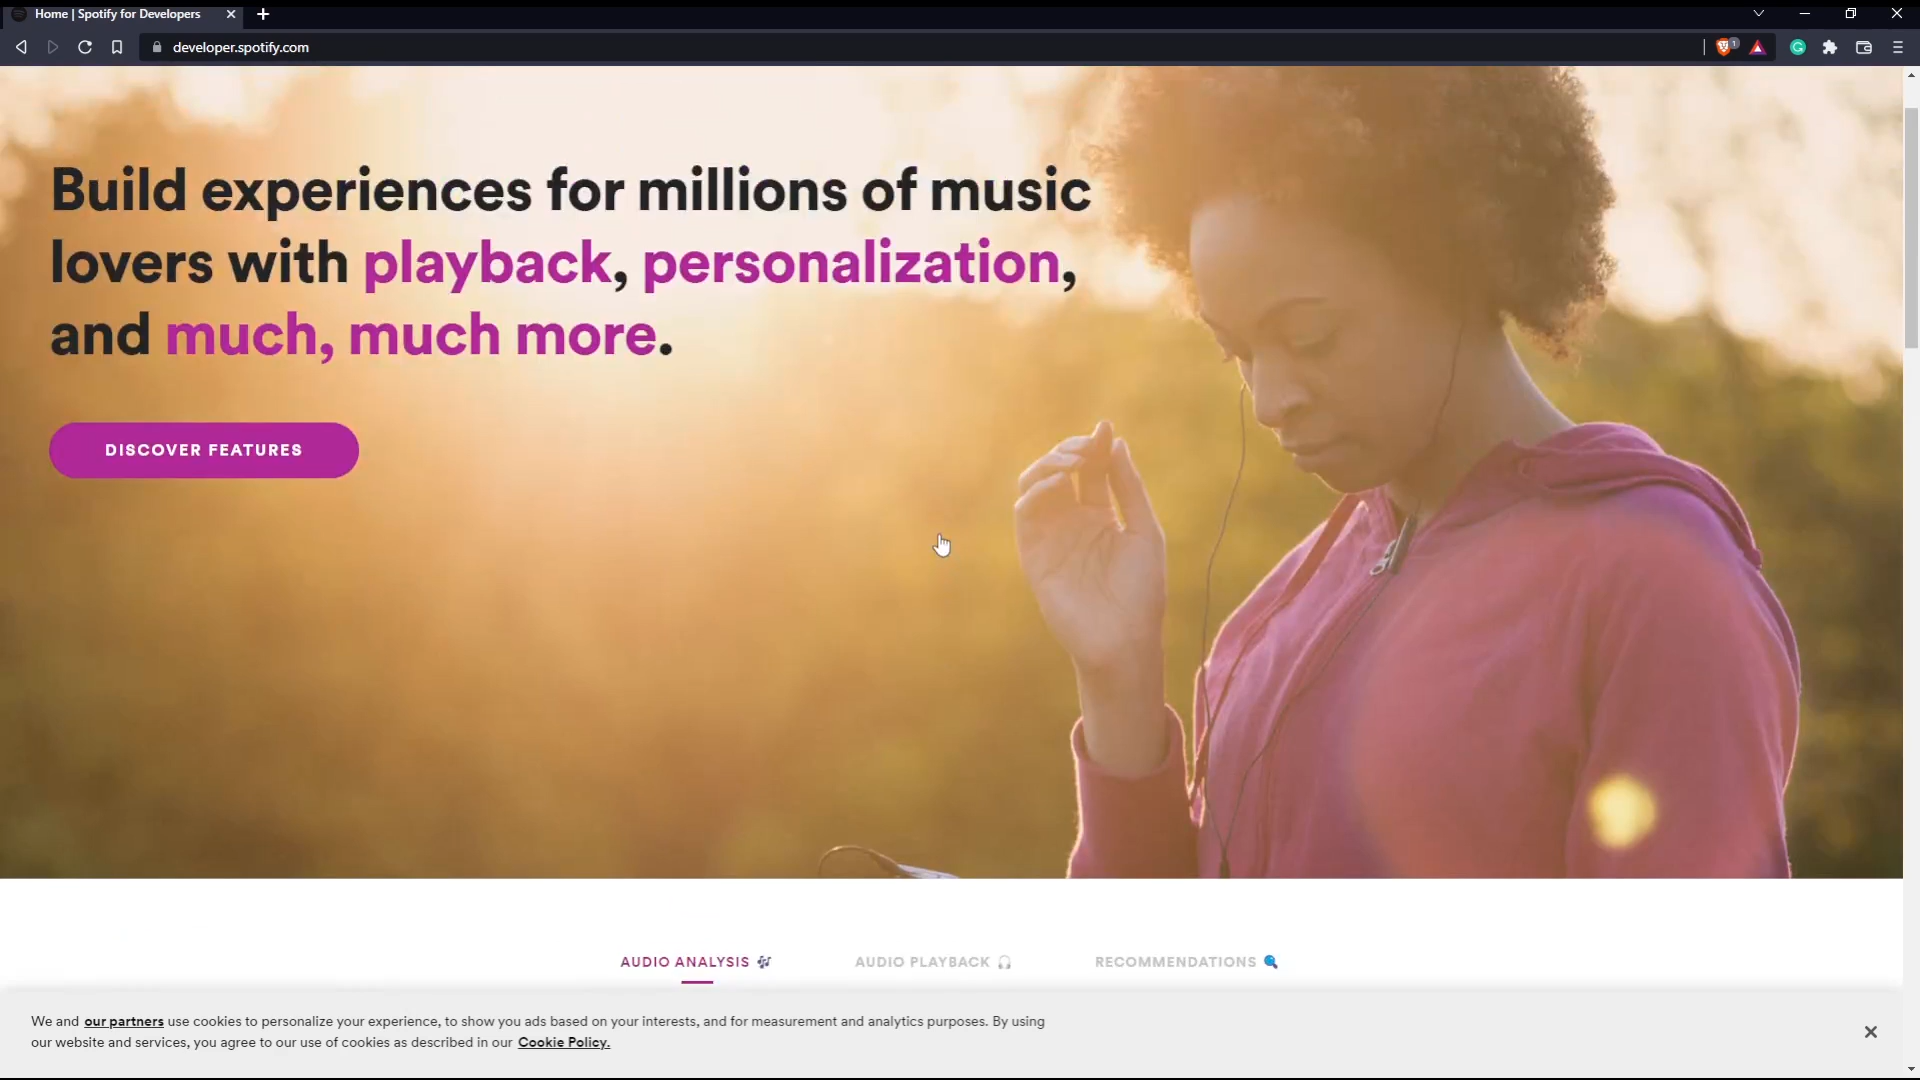 Home | Spotify for Developers
developer.spotify.com
1
Build experiences for millions of music
lovers with playback, personalization,
and much, much more.
DISCOVER FEATURES
AUDIO ANALYSIS AUDIO PLAYBACK RECOMMENDATIONS
We and our partners use cookies to personalize your experience, to show you ads based on your interests, and for measurement and analytics purposes. By using
our website and services, you agree to our use of cookies as described in our Cookie Policy.